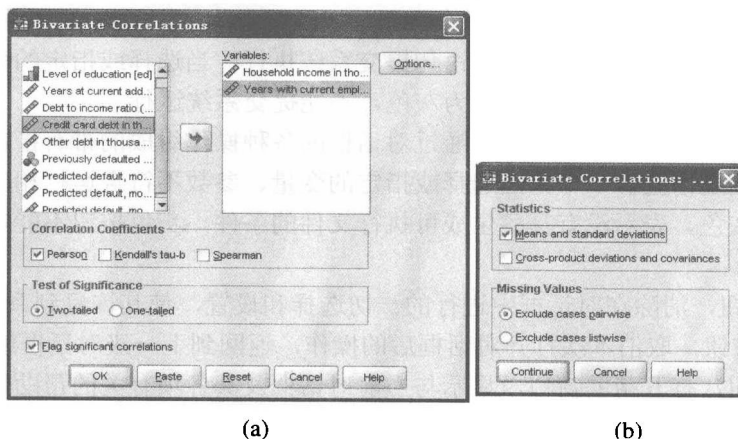 Bivariate Correlations
Variables:
Level of education [ed]
Years at current add...
Debt to income ratio (...
Credit card debt in th...
Other debt in thousa...
Previously defaulted ...
Predicted default, mo...
Predicted default, mo...
Predicted default, mo...
Household income in tho...
Years with current empl...
Options...
Correlation Coefficients
Pearson Kendall's tau-b Spearman
Test of Significance
Two-tailed One-tailed
Flag significant correlations
OK Paste Reset Cancel Help
(a)
Bivariate Correlations: ...
Statistics
Means and standard deviations
Cross-product deviations and covariances
Missing Values
Exclude cases pairwise
Exclude cases listwise
Continue Cancel Help
(b)